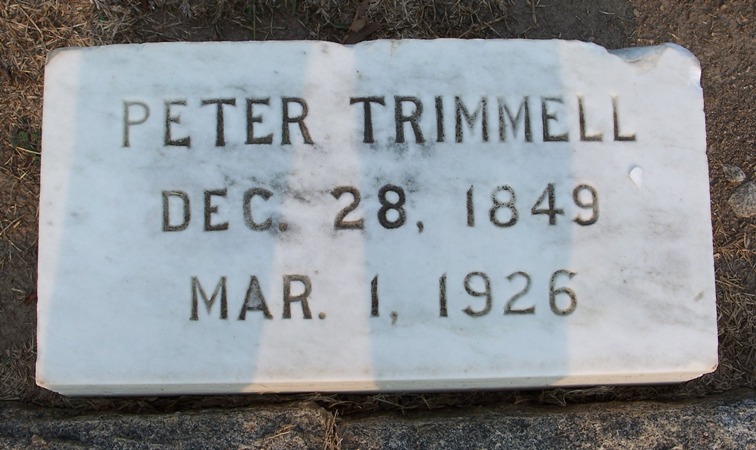 PETER TRIMMELL
DEC. 28, 1849
MAR. 1, 1926